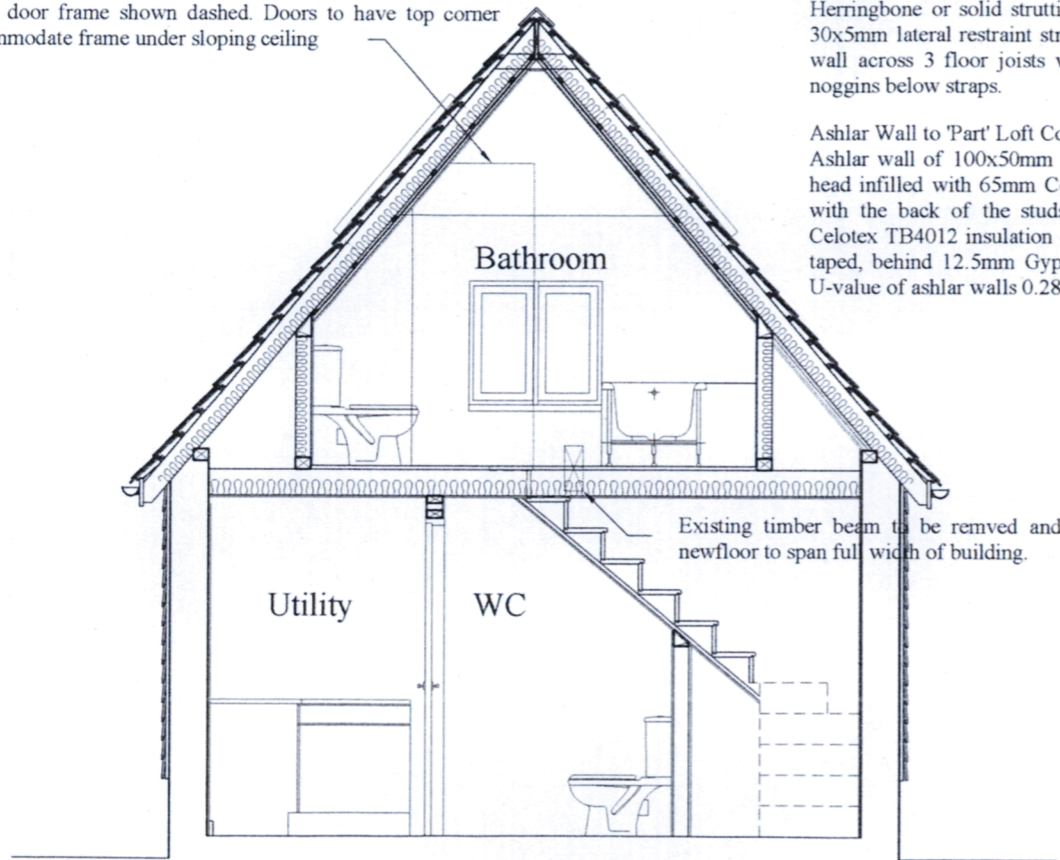 door frame shown dashed. Doors to have top corner
mmodate frame under sloping ceiling
Herringbone or solid strutti
30x5mm lateral restraint str
wall across 3 floor joists v
noggins below straps.
Ashlar Wall to 'Part' Loft Co
Ashlar wall of 100x50mm
head infilled with 65mm C
with the back of the studs
Celotex TB4012 insulation
taped, behind 12.5mm Gyp
U-value of ashlar walls 0.28
Bathroom
Existing timber beam to be remved and
newfloor to span full width of building.
Utility
WC